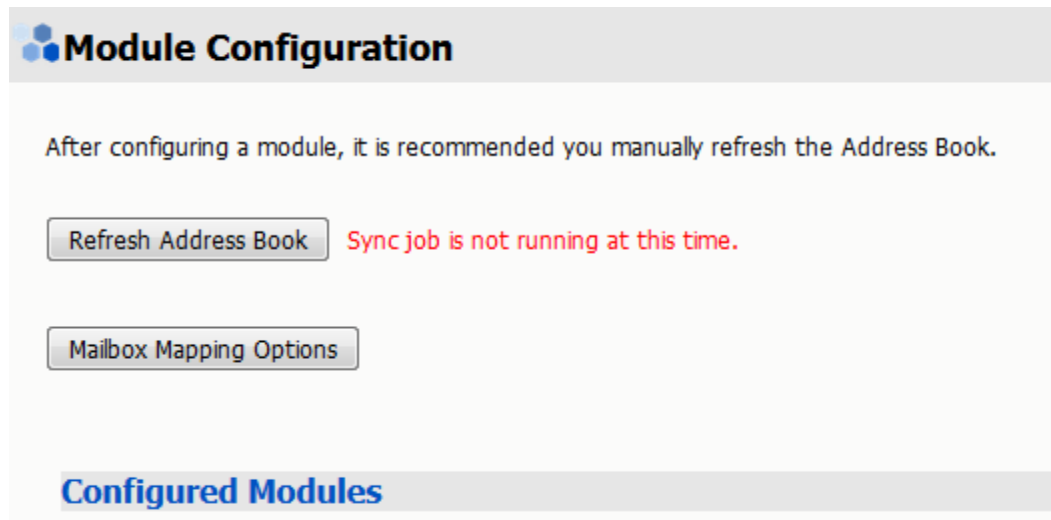 Module Configuration
After configuring a module, it is recommended you manually refresh the Address Book.
Refresh Address Book Sync job is not running at this time.
Mailbox Mapping Options
Configured Modules